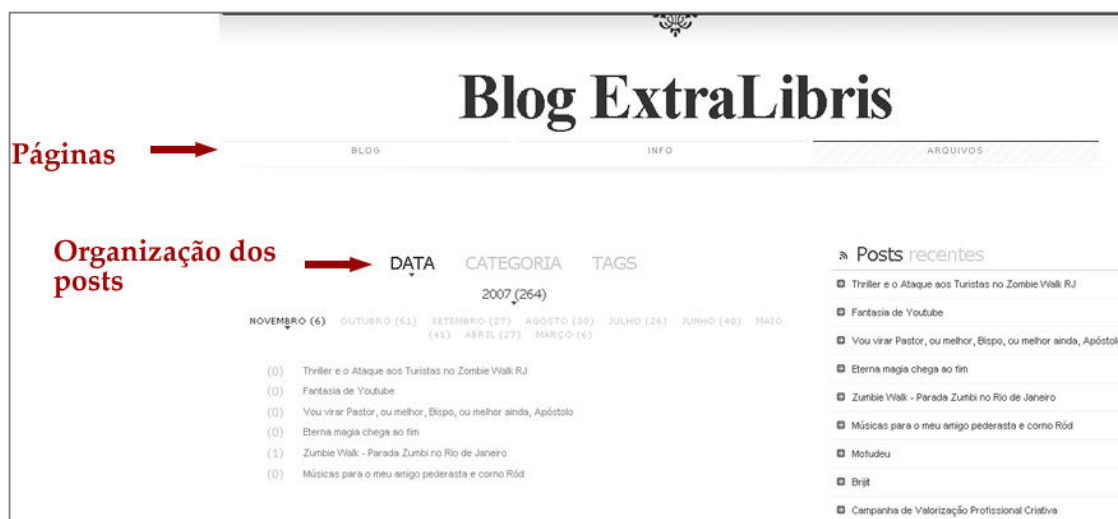 Blog ExtraLibris
Páginas
BLOG
INFO
ARQUIVOS
Organização dos
posts
DATA CATEGORIA TAGS
2007 (264)
NOVEMBRO (6) OUTUBRO (61) SETEMBRO (27) AGOSTO (30) JULHO (26) JUNHO (40) MAIO
(41) ABRIL (27) MARÇO (6)
(0) Thriller e o Ataque aos Turistas no Zombie Walk RJ
(0) Fantasia de Youtube
(0) Vou virar Pastor, ou melhor, Bispo, ou melhor ainda, Apóstolo
(0) Eterna magia chega ao fim
(1) Zumbie Walk - Parada Zumbi no Rio de Janeiro
(0) Músicas para o meu amigo pederasta e corno Ród
Posts recentes
Thriller e o Ataque aos Turistas no Zombie Walk RJ
Fantasia de Youtube
Vou virar Pastor, ou melhor, Bispo, ou melhor ainda, Apóstolo
Eterna magia chega ao fim
Zumbie Walk - Parada Zumbi no Rio de Janeiro
Músicas para o meu amigo pederasta e corno Ród
Mofudeu
Brijit
Campanha de Valorização Profissional Criativa